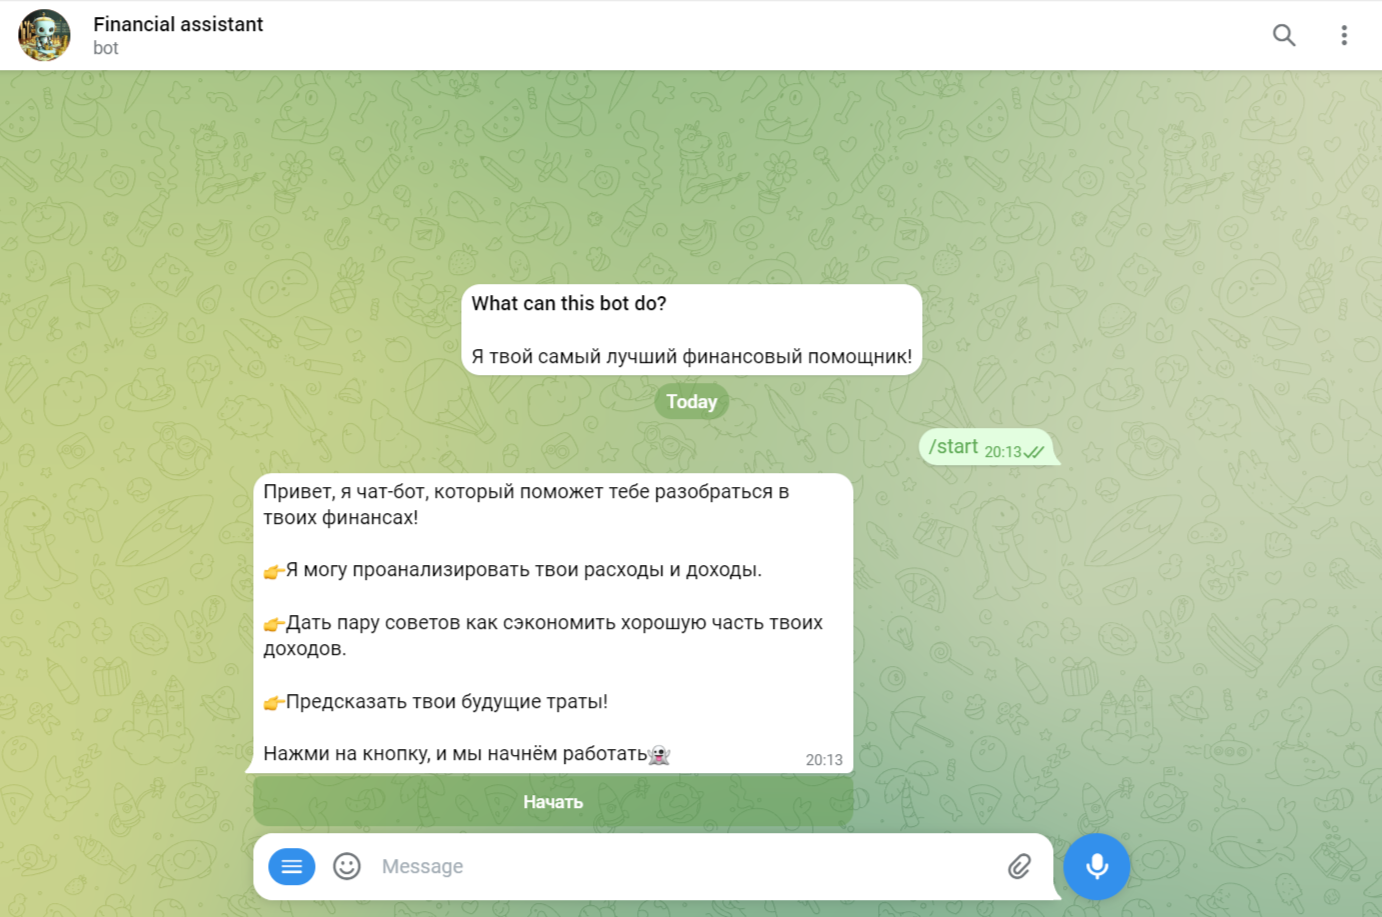 Financial assistant
bot
What can this bot do?
Я твой самый лучший финансовый помощник!
Today
/start 20:13
Привет, я чат-бот, который поможет тебе разобраться в
твоих финансах!
👉Я могу проанализировать твои расходы и доходы.
👉Дать пару советов как сэкономить хорошую часть твоих
доходов.
👉Предсказать твои будущие траты!
Нажми на кнопку, и мы начнём работать👻 20:13
Начать
Message